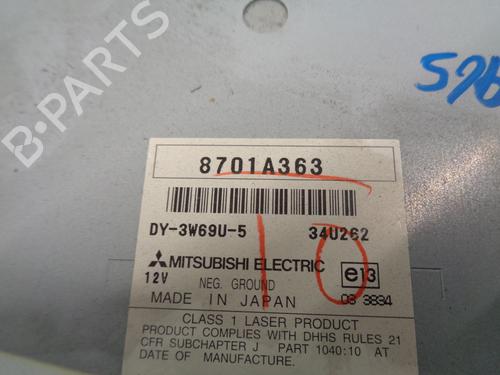 B-PARTS
8701A363
DY-3W69U-5 34U262
MITSUBISHI ELECTRIC
12V NEG. GROUND
e13
MADE IN JAPAN 03 3834
CLASS 1 LASER PRODUCT
PRODUCT COMPLIES WITH DHHS RULES 21
CFR SUBCHAPTER J PART 1040:10 AT
DATE OF MANUFACTURE.
10